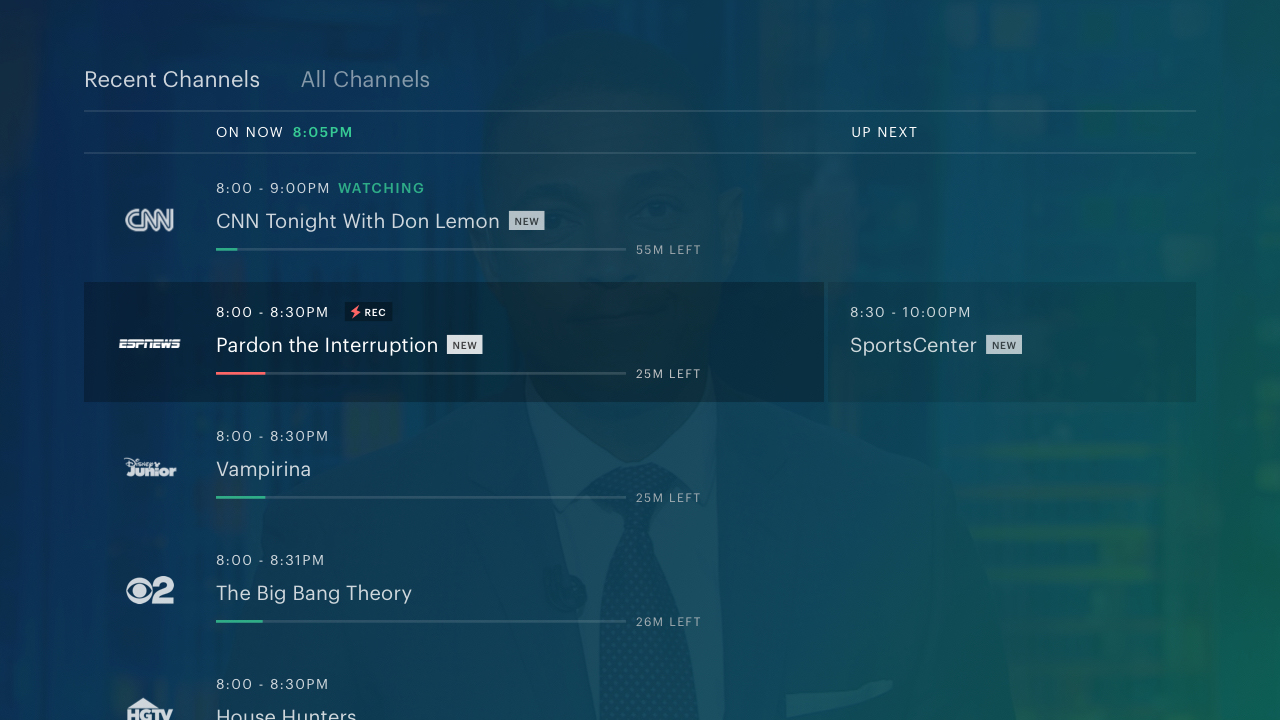 Recent Channels All Channels
ON NOW 8:05PM UP NEXT
8:00 - 9:00PM WATCHING
CNN
CNN Tonight With Don Lemon NEW
55M LEFT
8:00 - 8:30PM REC 8:30 - 10:00PM
ESPNEWS Pardon the Interruption NEW SportsCenter NEW
25M LEFT
8:00 - 8:30PM
Disney Junior Vampirina
25M LEFT
8:00 - 8:31PM
2 The Big Bang Theory
26M LEFT
8:00 - 8:30PM
HGTV House Hunters